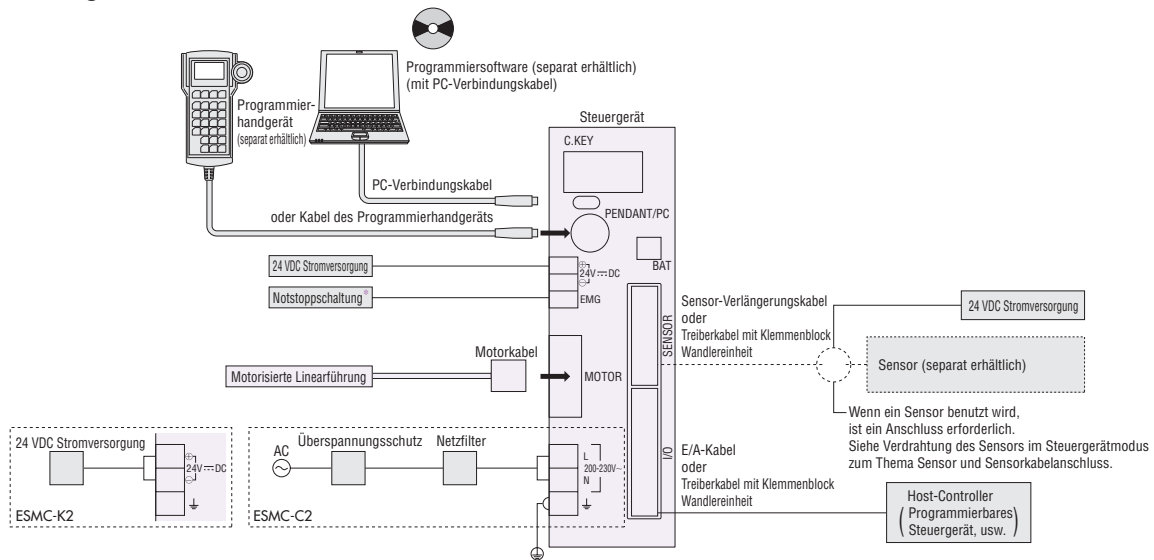 Programmiersoftware (separat erhältlich)
(mit PC-Verbindungskabel)
Programmier-
handgerät
(separat erhältlich)
Steuergerät
C.KEY
PC-Verbindungskabel
PENDANT/PC
oder Kabel des Programmierhandgeräts
BAT
24 VDC Stromversorgung
24V DC
Notstoppschaltung*
EMG
Sensor-Verlängerungskabel
oder
Treiberkabel mit Klemmenblock
Wandlereinheit
SENSOR
24 VDC Stromversorgung
Sensor (separat erhältlich)
Motorkabel
Motorisierte Linearführung
MOTOR
Wenn ein Sensor benutzt wird,
ist ein Anschluss erforderlich.
Siehe Verdrahtung des Sensors im Steuergerätmodus
zum Thema Sensor und Sensorkabelanschluss.
24 VDC Stromversorgung
24V DC
ESMC-K2
AC
Überspannungsschutz
Netzfilter
L
200-230V~
N
ESMC-C2
I/O
E/A-Kabel
oder
Treiberkabel mit Klemmenblock
Wandlereinheit
Host-Controller
(Programmierbares
Steuergerät, usw.)